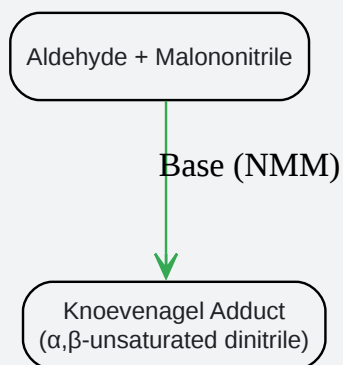 Aldehyde + Malononitrile
Base (NMM)
Knoevenagel Adduct
(α,β-unsaturated dinitrile)